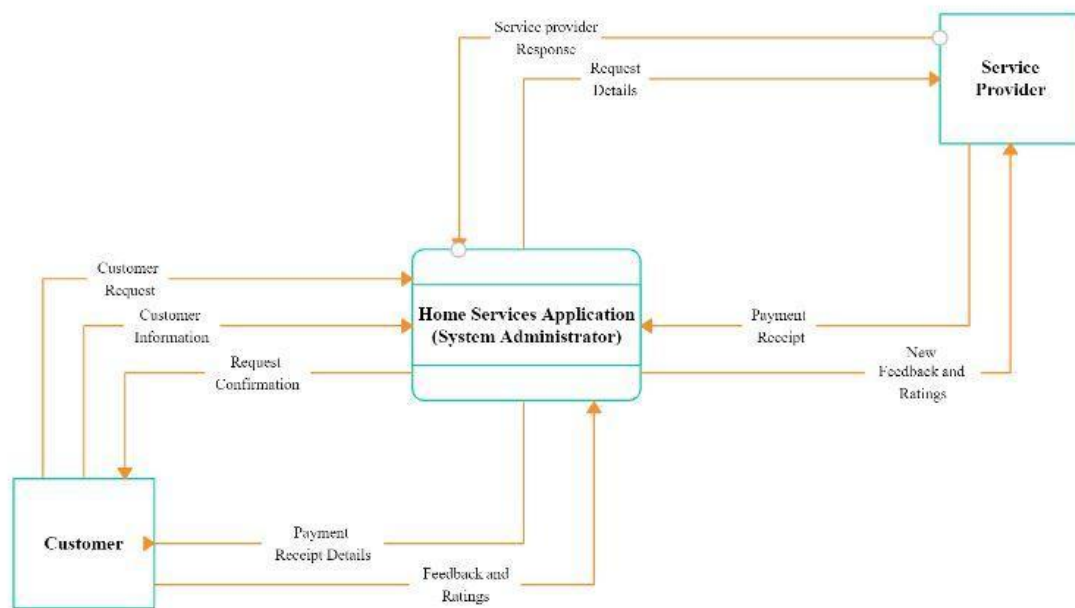 Service provider
Response
Request
Details
Service
Provider
Customer
Request
Customer
Information
Request
Confirmation
Home Services Application
(System Administrator)
Payment
Receipt
New
Feedback and
Ratings
Customer
Payment
Receipt Details
Feedback and
Ratings